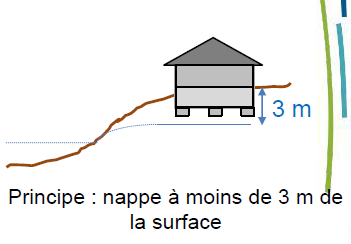 3 m
Principe : nappe à moins de 3 m de
la surface